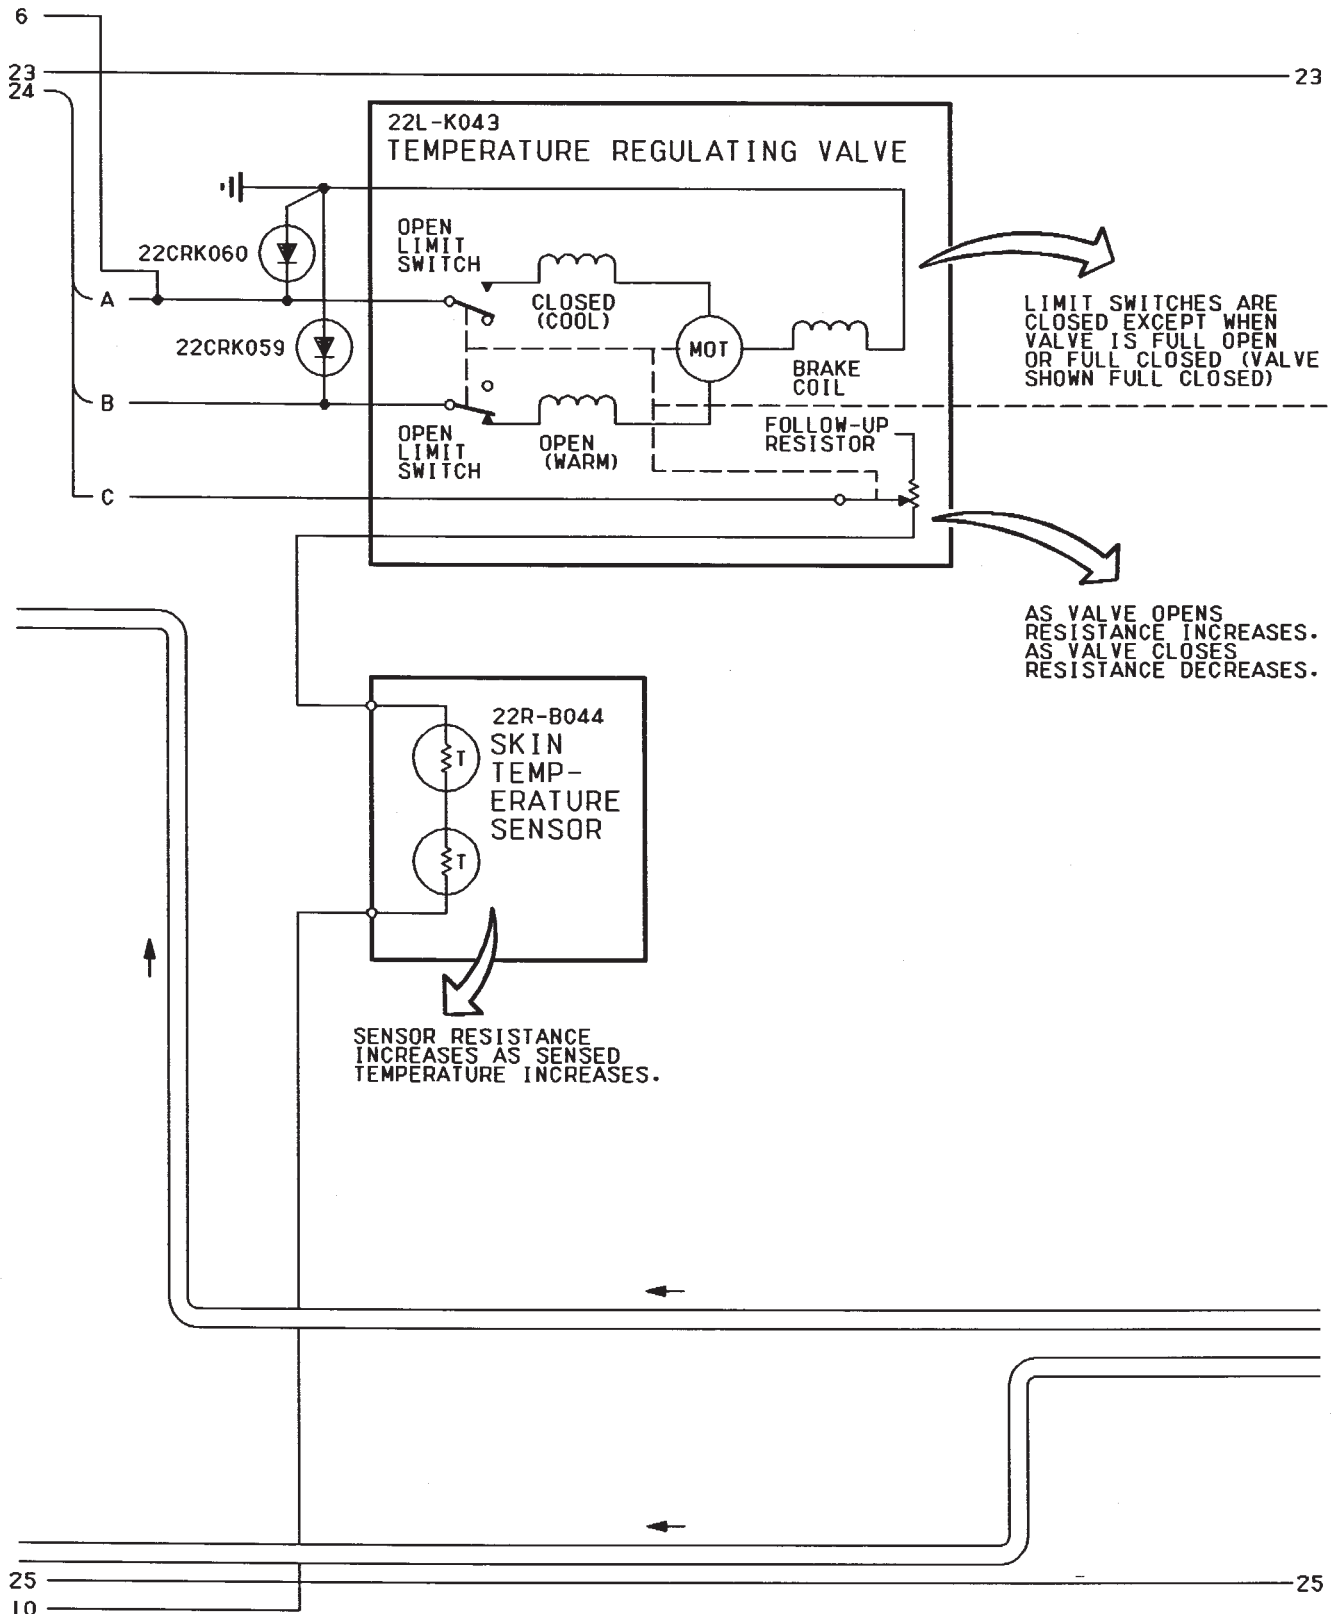 6
23
23
24
22L-K043
TEMPERATURE REGULATING VALVE
22CRK060
OPEN
LIMIT
SWITCH
A
CLOSED
(COOL)
22CRK059
MOT
BRAKE
COIL
LIMIT SWITCHES ARE
CLOSED EXCEPT WHEN
VALVE IS FULL OPEN
OR FULL CLOSED (VALVE
SHOWN FULL CLOSED)
B
OPEN
LIMIT
SWITCH
OPEN
(WARM)
FOLLOW-UP
RESISTOR
C
AS VALVE OPENS
RESISTANCE INCREASES.
AS VALVE CLOSES
RESISTANCE DECREASES.
22R-B044
SKIN
TEMP-
ERATURE
SENSOR
T
T
SENSOR RESISTANCE
INCREASES AS SENSED
TEMPERATURE INCREASES.
25
25
10